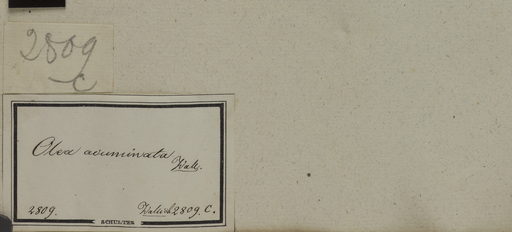 2809
C
Olea acuminata
Wall.
2809.
Wallich 2809. C.
SCHULTES